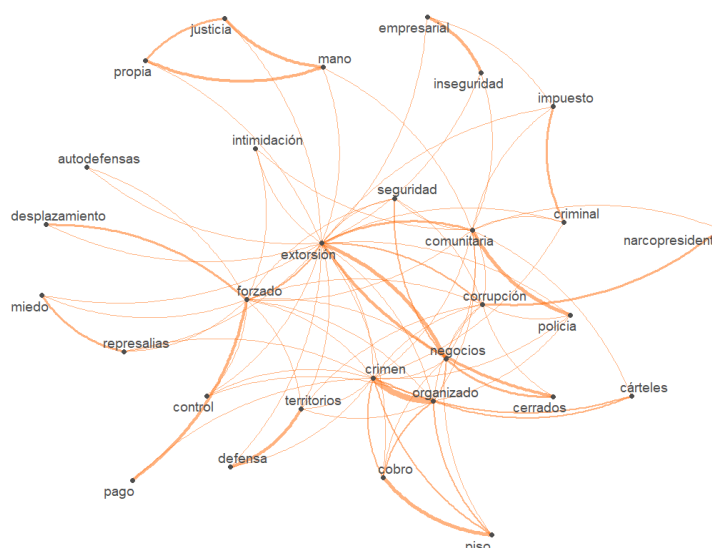 justicia
empresarial
mano
propia
inseguridad
impuesto
intimidación
autodefensas
seguridad
desplazamiento
criminal
comunitaria
narcopresident
extorsión
forzado
corrupción
miedo
policia
represalias
negocios
crimen
cárteles
control
territorios
organizado
cerrados
defensa
cobro
pago
piso